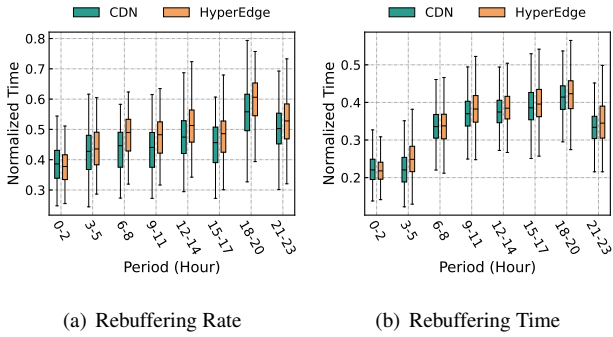 CDN HyperEdge
0.8
0.7
0.6
0.5
0.4
0.3
Normalized Time
0-2 3-5 6-8 9-11 12-14 15-17 18-20 21-23
Period (Hour)
(a) Rebuffering Rate
CDN HyperEdge
0.5
0.4
0.3
0.2
Normalized Time
0-2 3-5 6-8 9-11 12-14 15-17 18-20 21-23
Period (Hour)
(b) Rebuffering Time